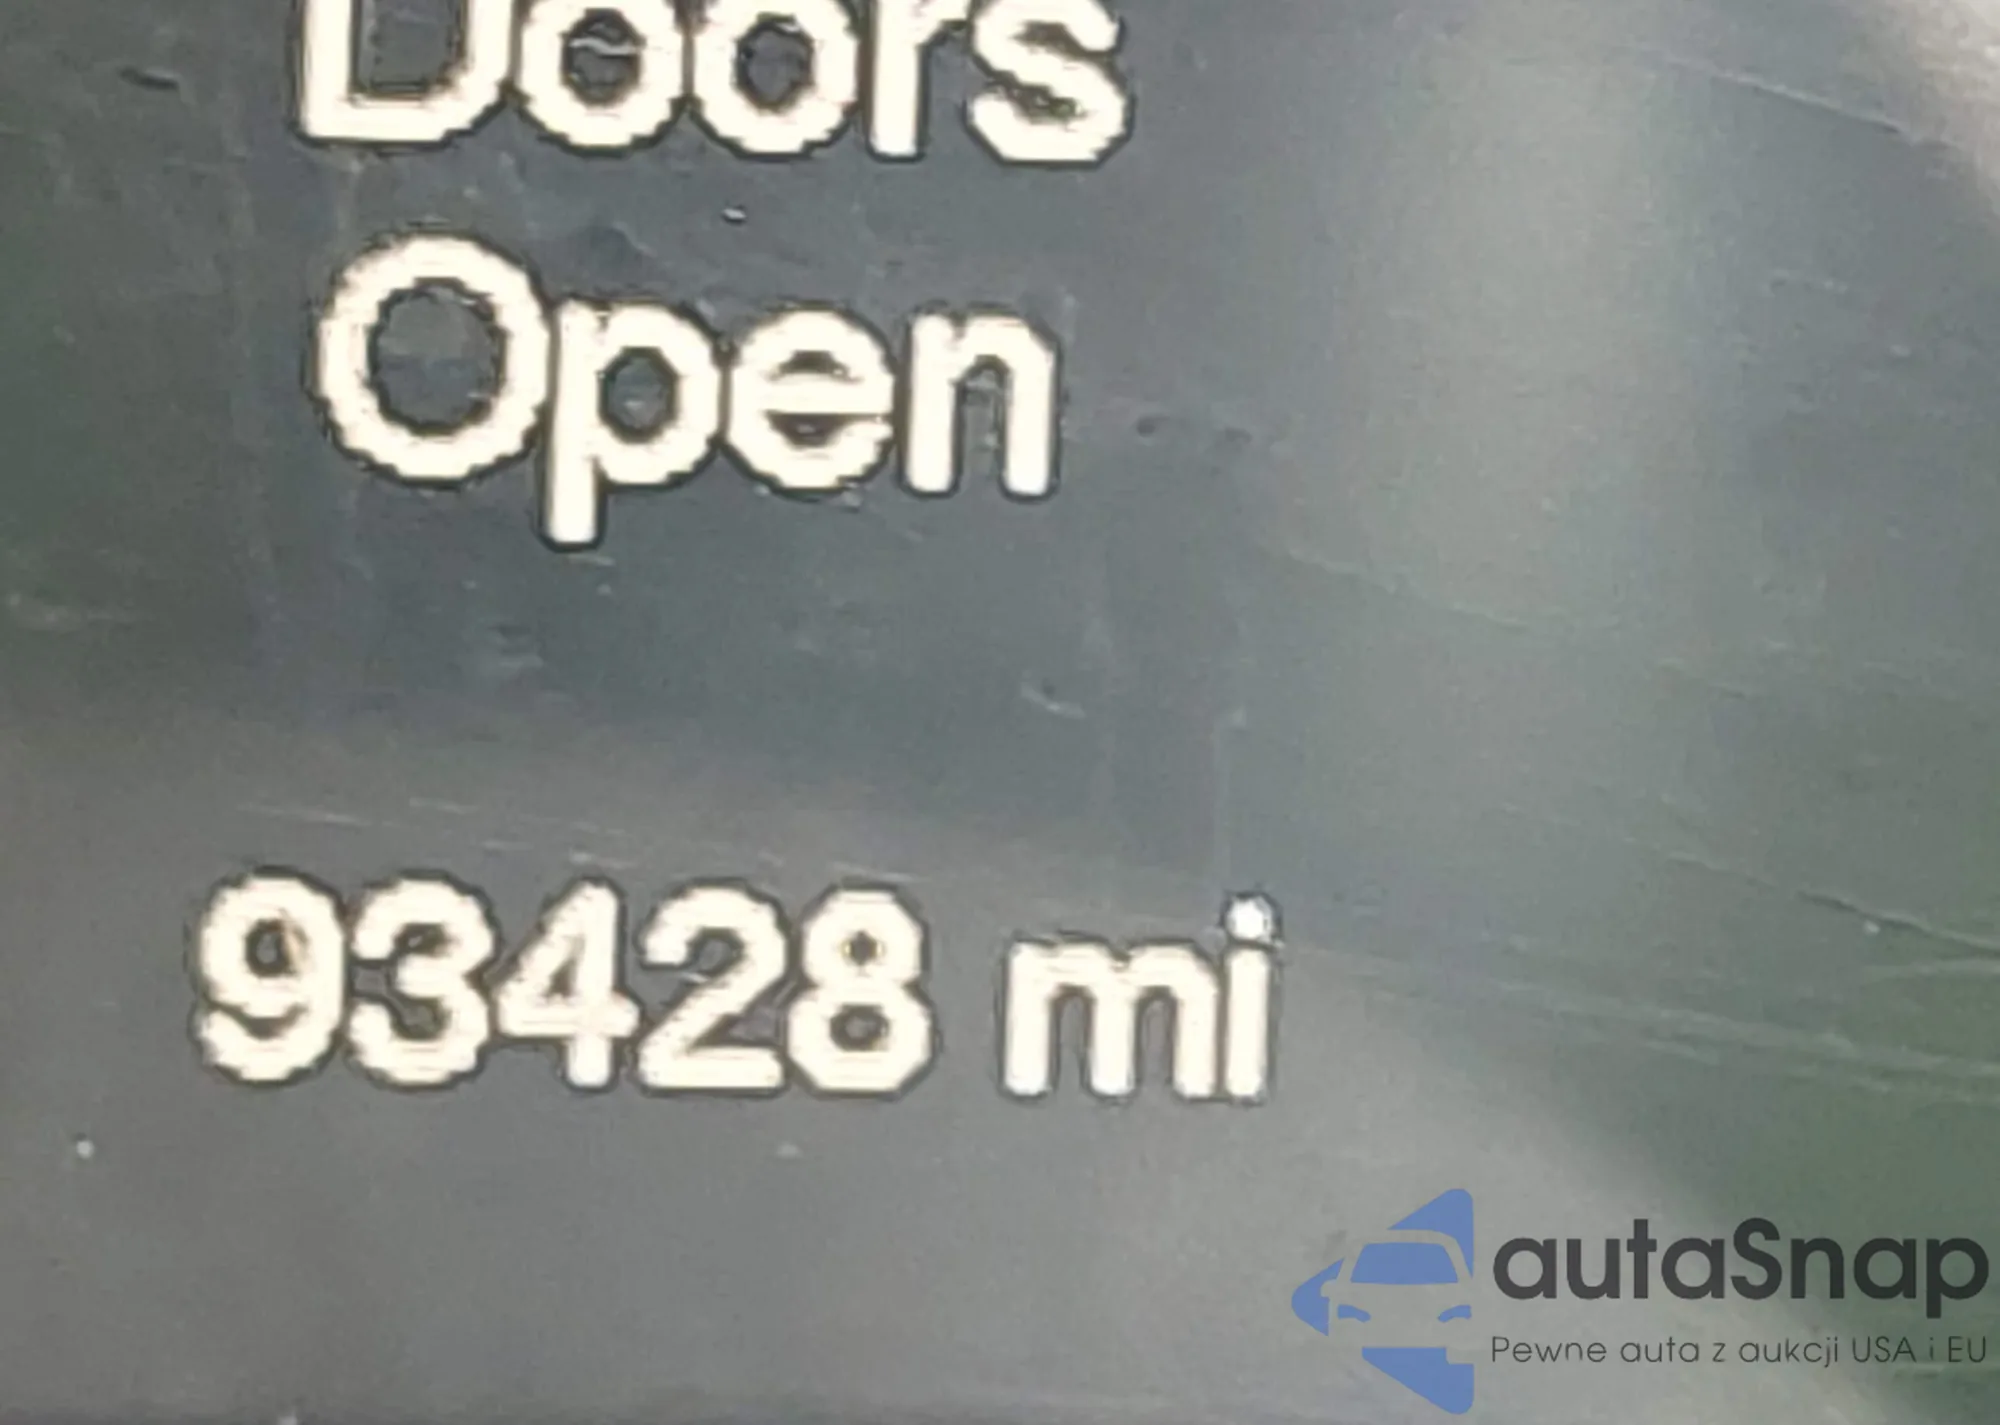 Doors
Open
93428 mi
autaSnap
Pewne auta z aukcji USA i EU